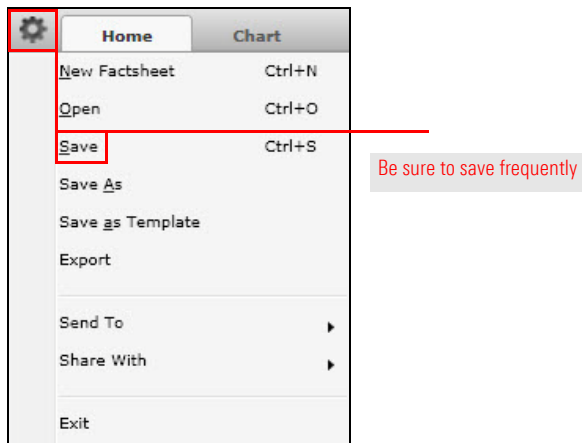 Home Chart
New Factsheet Ctrl+N
Open Ctrl+O
Save Ctrl+S
Be sure to save frequently
Save As
Save as Template
Export
Send To
Share With
Exit